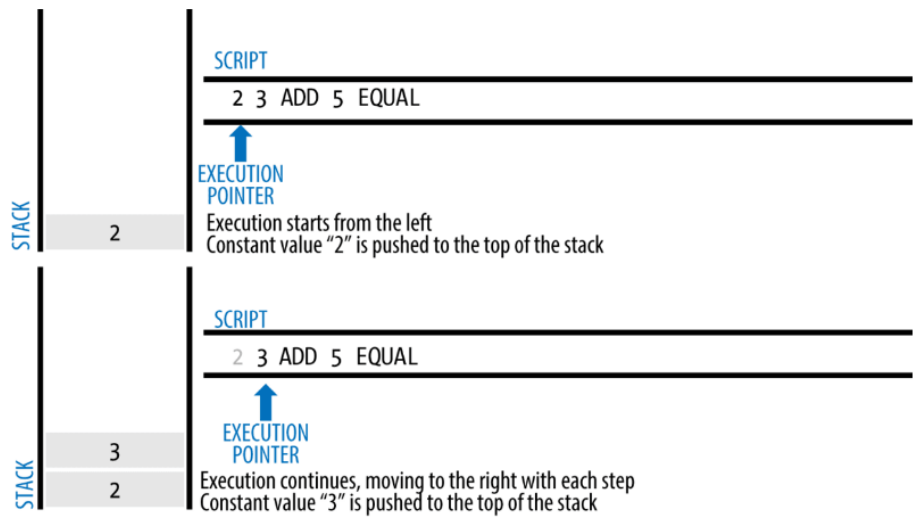 SCRIPT
2 3 ADD 5 EQUAL
EXECUTION
POINTER
STACK
2
Execution starts from the left
Constant value “2” is pushed to the top of the stack
SCRIPT
2 3 ADD 5 EQUAL
EXECUTION
POINTER
STACK
3
2
Execution continues, moving to the right with each step
Constant value “3” is pushed to the top of the stack